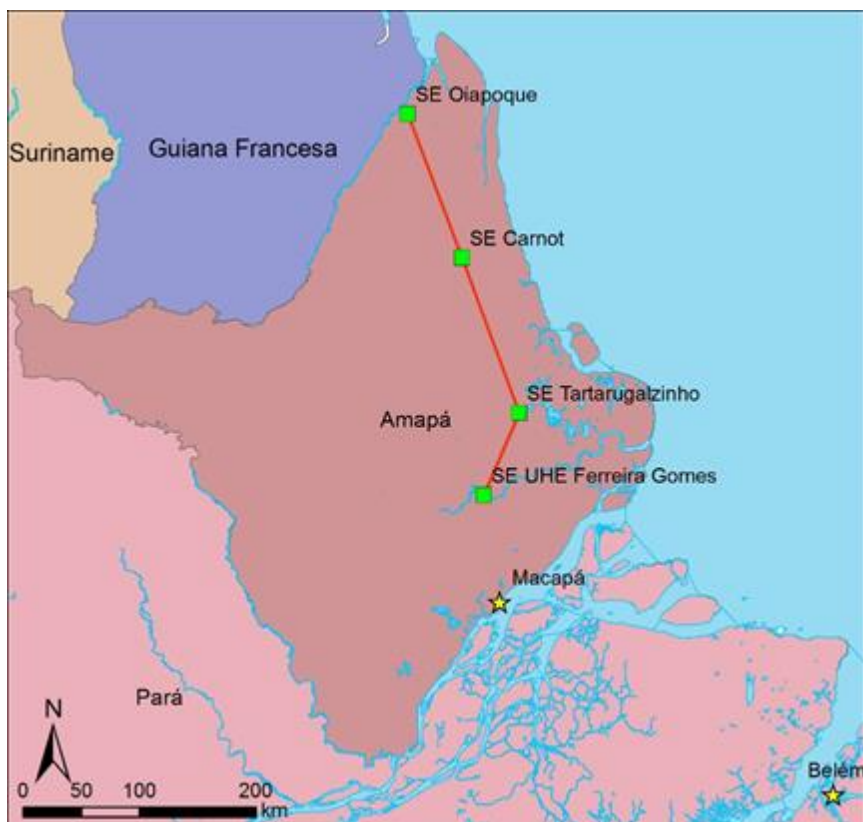 SE Oiapoque
Suriname
Guiana Francesa
SE Carnot
SE Tartarugalzinho
Amapá
SE UHE Ferreira Gomes
Macapá
Pará
N
Belém
0 50 100 200
km